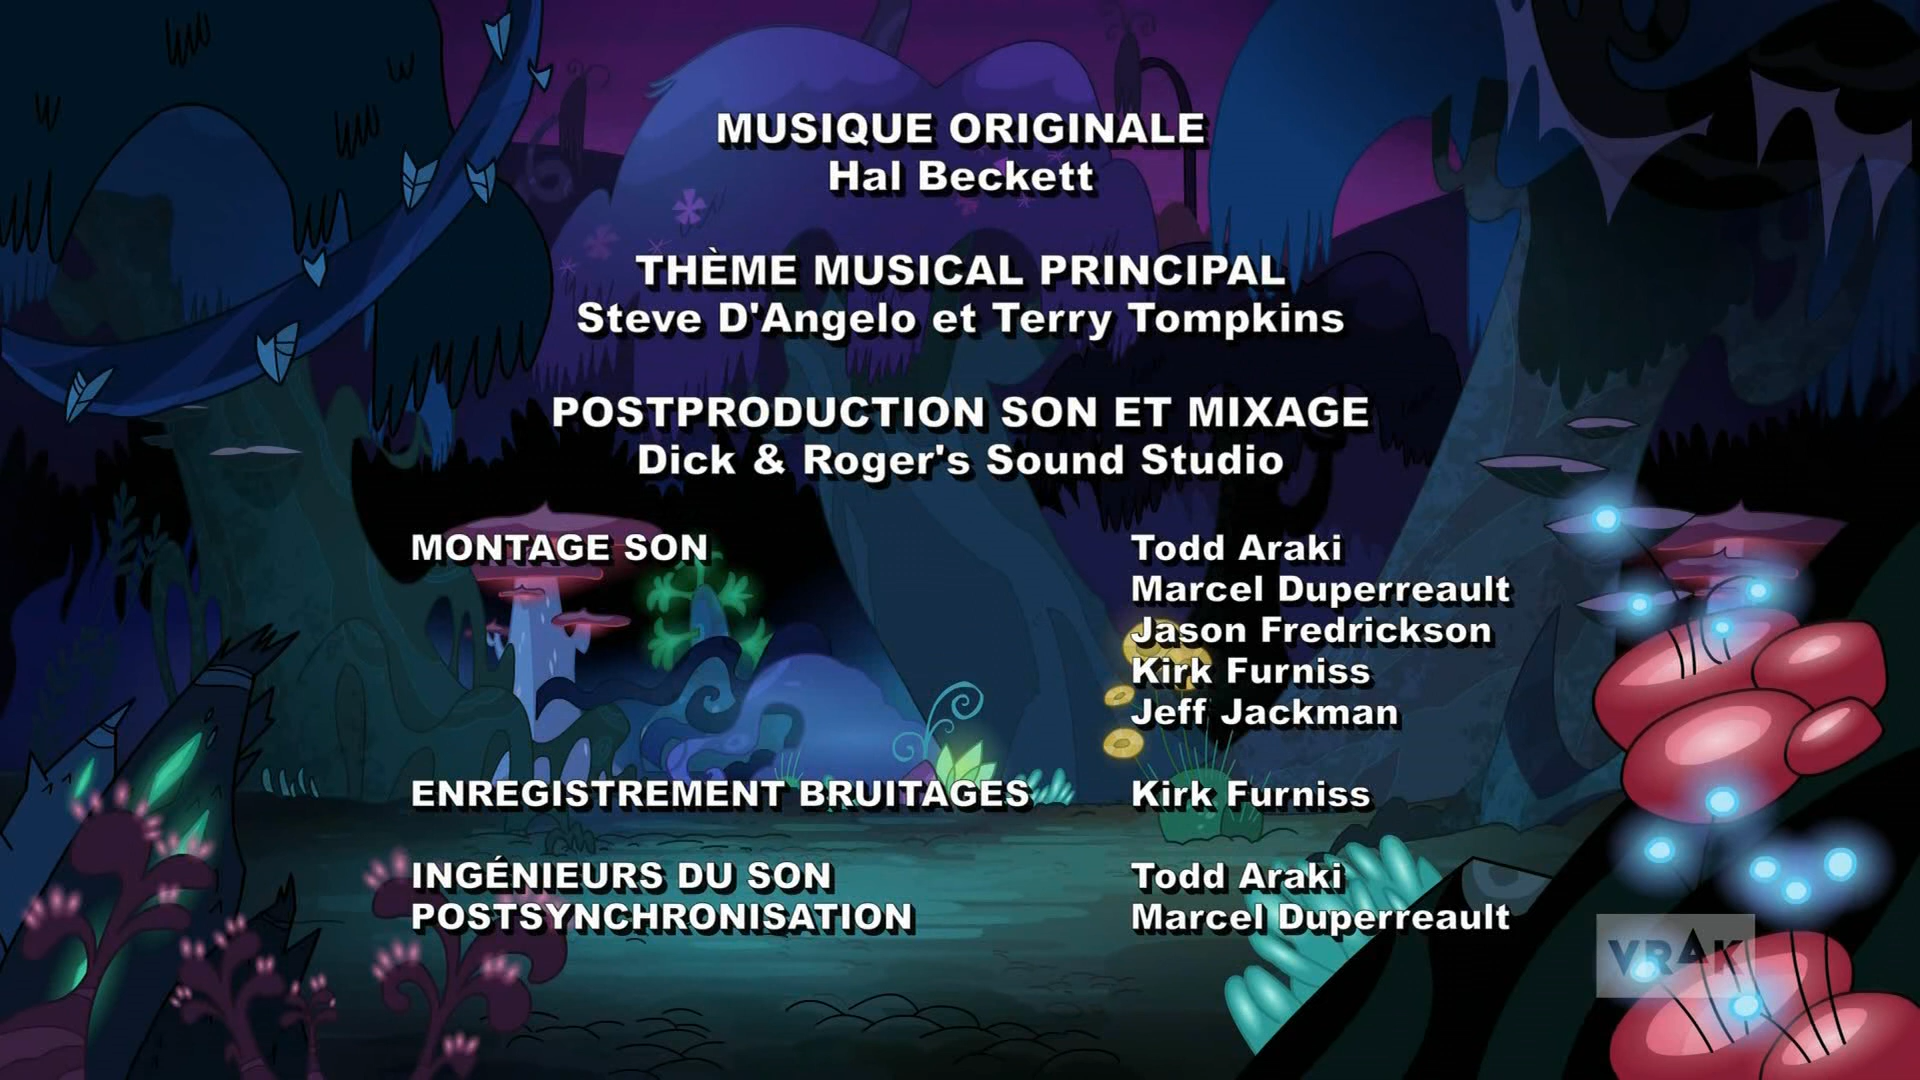 MUSIQUE ORIGINALE
Hal Beckett
THÈME MUSICAL PRINCIPAL
Steve D'Angelo et Terry Tompkins
POSTPRODUCTION SON ET MIXAGE
Dick & Roger's Sound Studio
MONTAGE SON Todd Araki
Marcel Duperreault
Jason Fredrickson
Kirk Furniss
Jeff Jackman
ENREGISTREMENT BRUITAGES Kirk Furniss
INGÉNIEURS DU SON Todd Araki
POSTSYNCHRONISATION Marcel Duperreault
VRAK